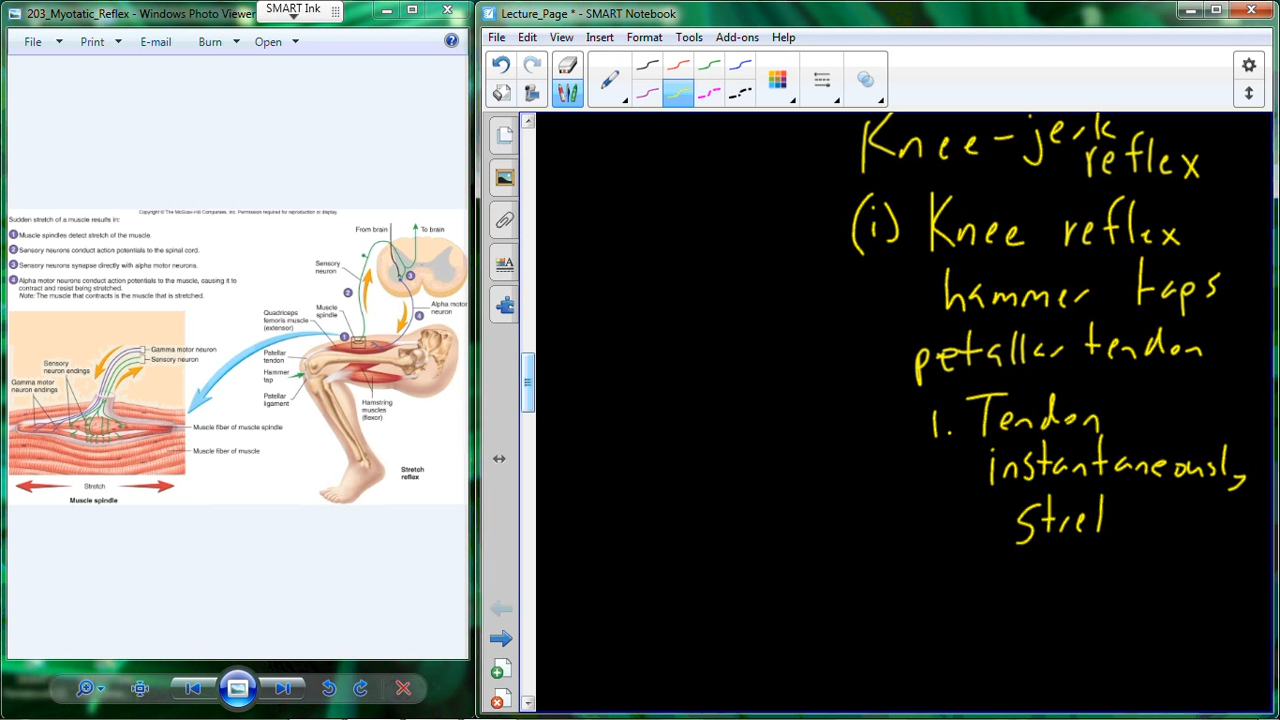 203_Myotatic_Reflex - Windows Photo Viewer
SMART Ink
File Print E-mail Burn Open
Copyright © The McGraw-Hill Companies, Inc. Permission required for reproduction or display.
Sudden stretch of a muscle results in:
1 Muscle spindles detect stretch of the muscle.
2 Sensory neurons conduct action potentials to the spinal cord.
3 Sensory neurons synapse directly with alpha motor neurons.
4 Alpha motor neurons conduct action potentials to the muscle, causing it to
contract and resist being stretched.
Note: The muscle that contracts is the muscle that is stretched.
From brain
To brain
Sensory
neuron
3
2
Muscle
spindle
Alpha motor
neuron
4
Quadriceps
femoris muscle
(extensor)
1
Patellar
tendon
Hammer
tap
Patellar
ligament
Hamstring
muscles
(flexor)
Stretch
reflex
Gamma motor neuron
Sensory neuron
Sensory
endings
Gamma motor
neuron endings
Muscle fiber of muscle spindle
Muscle fiber of muscle
Stretch
Muscle spindle
Lecture_Page * - SMART Notebook
File Edit View Insert Format Tools Add-ons Help
Knee-jerk
reflex
(i) Knee reflex
hammer taps
petallar tendon
1. Tendon
instantaneously
strel